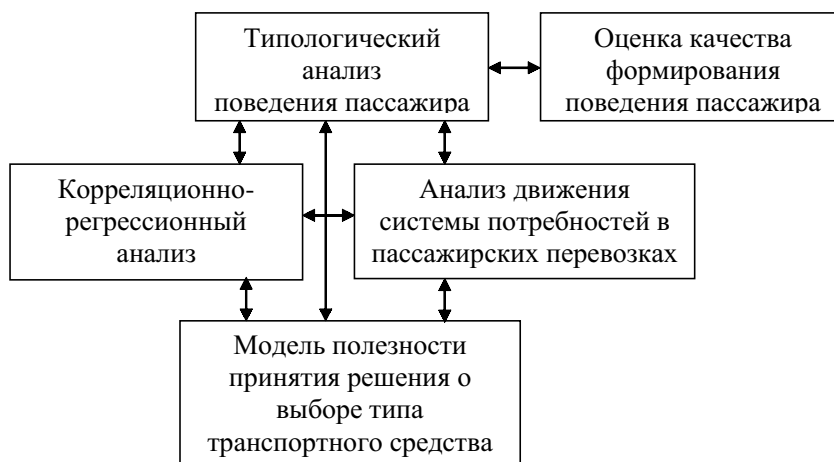 Типологический
анализ
поведения пассажира
Оценка качества
формирования
поведения пассажира
Корреляционно-
регрессионный
анализ
Анализ движения
системы потребностей в
пассажирских перевозках
Модель полезности
принятия решения о
выборе типа
транспортного средства